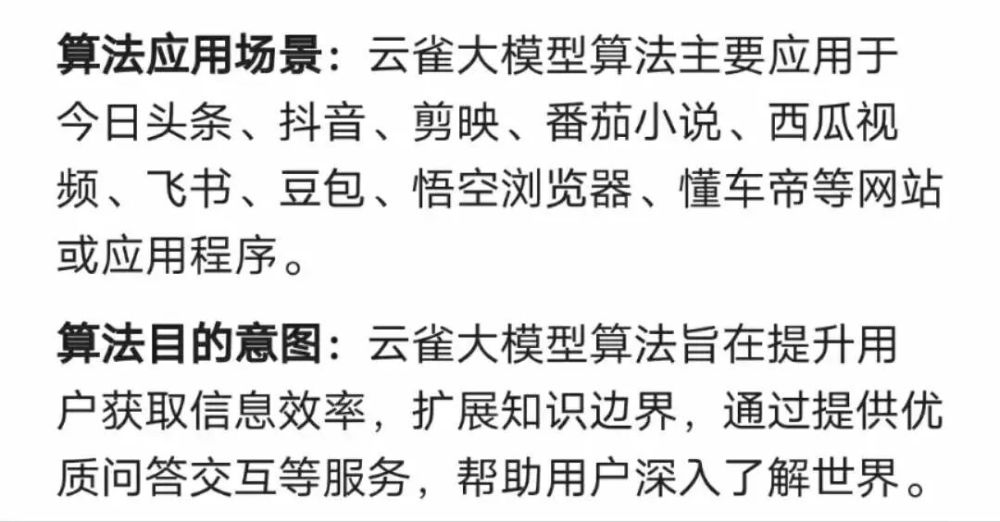 算法应用场景：云雀大模型算法主要应用于
今日头条、抖音、剪映、番茄小说、西瓜视
频、飞书、豆包、悟空浏览器、懂车帝等网站
或应用程序。
算法目的意图：云雀大模型算法旨在提升用
户获取信息效率，扩展知识边界，通过提供优
质问答交互等服务，帮助用户深入了解世界。